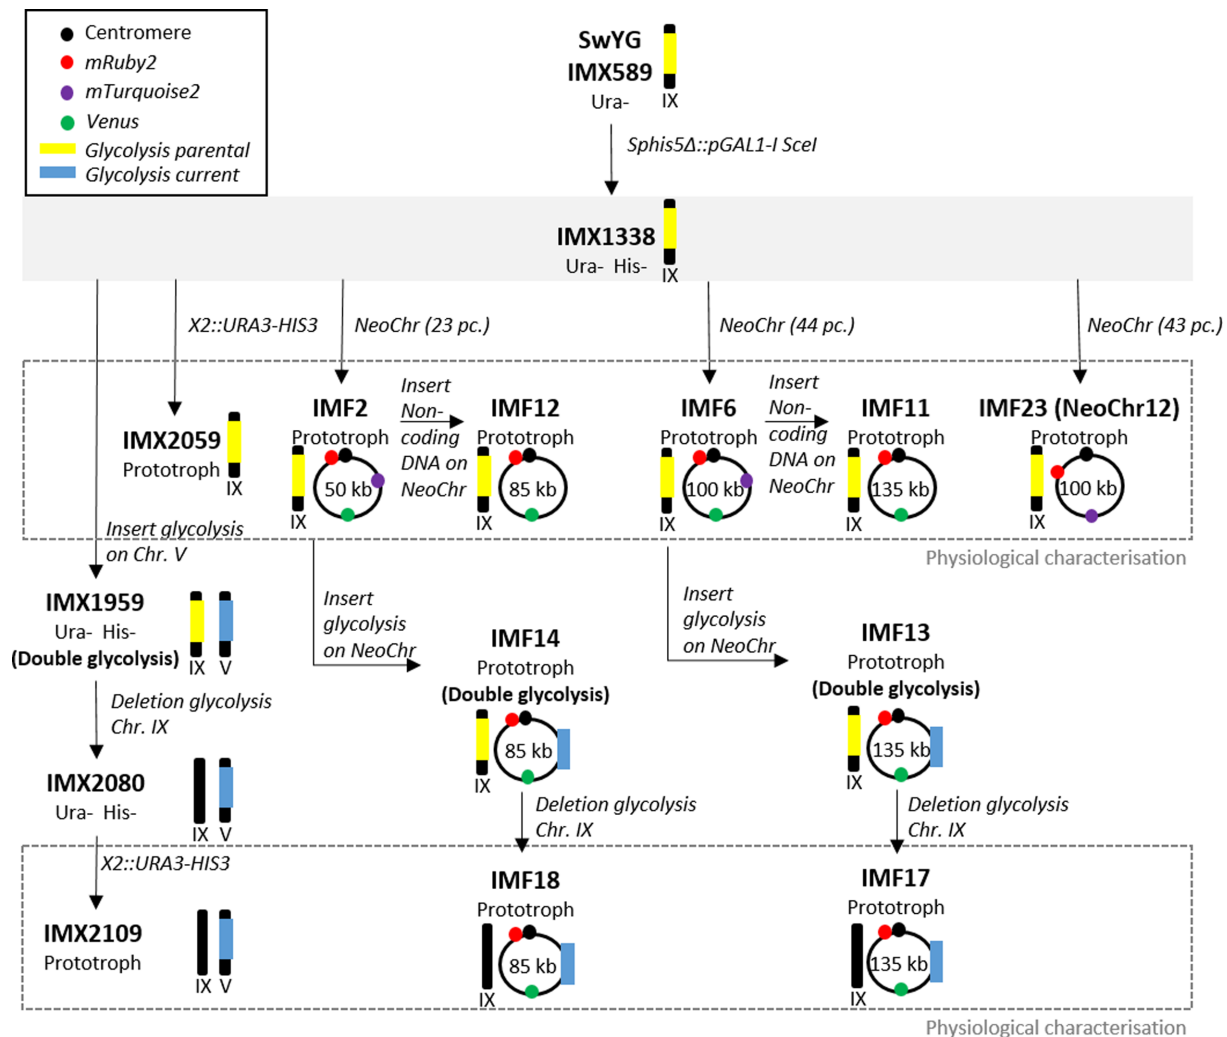 Centromere
mRuby2
mTurquoise2
Venus
Glycolysis parental
Glycolysis current
SwYG
IMX589
Ura-
IX
Sphis5Δ::pGAL1-I SceI
IMX1338
Ura- His-
IX
X2::URA3-HIS3
NeoChr (23 pc.)
NeoChr (44 pc.)
NeoChr (43 pc.)
IMX2059
Prototroph
IX
IMF2
Prototroph
50 kb
IX
Insert
Non-
coding
DNA on
NeoChr
IMF12
Prototroph
85 kb
IX
IMF6
Prototroph
100 kb
IX
Insert
Non-
coding
DNA on
NeoChr
IMF11
Prototroph
135 kb
IX
IMF23 (NeoChr12)
Prototroph
100 kb
IX
Physiological characterisation
Insert glycolysis
on Chr. V
IMX1959
Ura- His-
(Double glycolysis)
IX V
Insert
glycolysis
on NeoChr
IMF14
Prototroph
(Double glycolysis)
85 kb
IX
Insert
glycolysis
on NeoChr
IMF13
Prototroph
(Double glycolysis)
135 kb
IX
Deletion glycolysis
Chr. IX
IMX2080
Ura- His-
IX V
Deletion glycolysis
Chr. IX
Deletion glycolysis
Chr. IX
X2::URA3-HIS3
IMX2109
Prototroph
IX V
IMF18
Prototroph
85 kb
IX
IMF17
Prototroph
135 kb
IX
Physiological characterisation